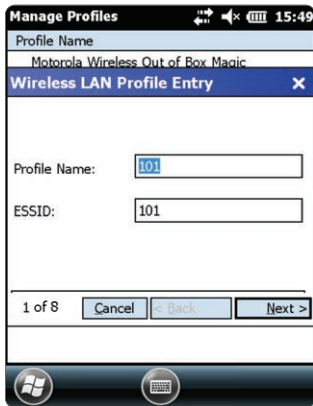 Manage Profiles 15:49
Profile Name
Motorola Wireless Out of Box Magic
Wireless LAN Profile Entry X
Profile Name: 101
ESSID: 101
1 of 8 Cancel < Back Next >